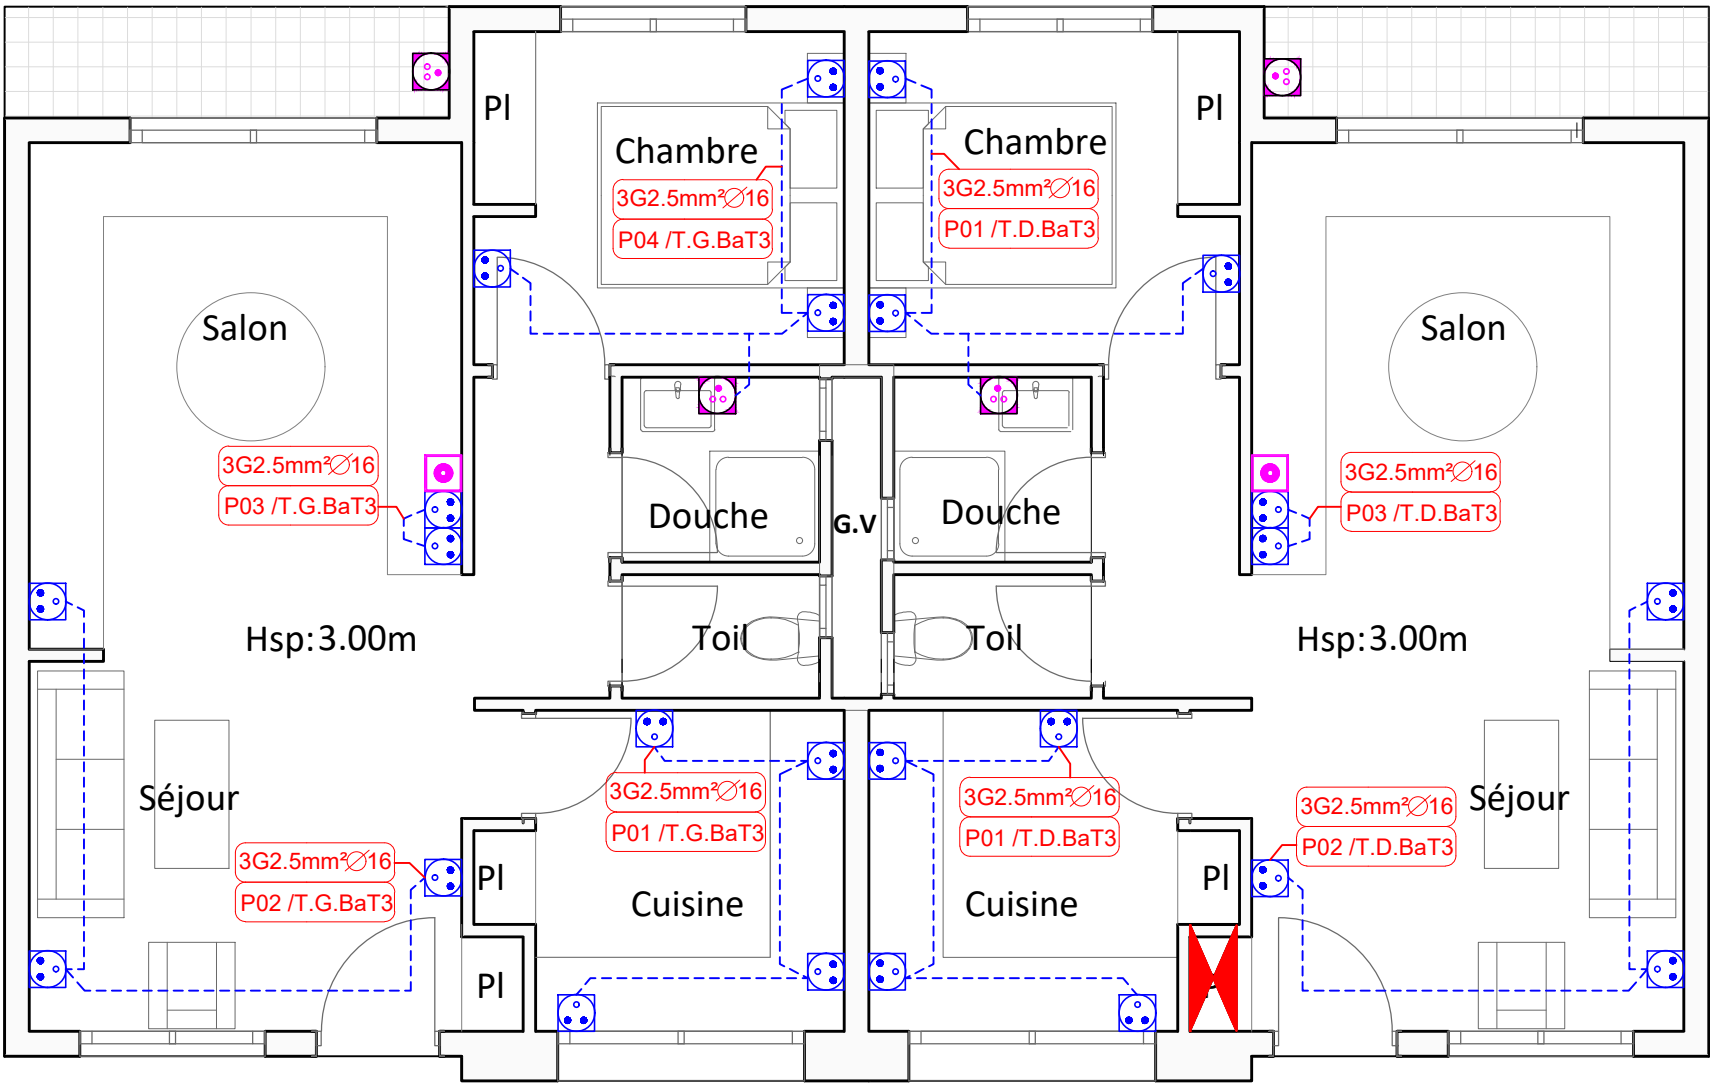 Pl
Chambre
3G2.5mm²∅16
P04 /T.G.BaT3
Chambre
3G2.5mm²∅16
P01 /T.D.BaT3
Pl
Salon
Salon
3G2.5mm²∅16
P03 /T.G.BaT3
3G2.5mm²∅16
P03 /T.D.BaT3
Douche
G.V
Douche
Hsp:3.00m
Toil
Toil
Hsp:3.00m
Séjour
3G2.5mm²∅16
P01 /T.G.BaT3
3G2.5mm²∅16
P01 /T.D.BaT3
3G2.5mm²∅16
P02 /T.D.BaT3
Séjour
3G2.5mm²∅16
P02 /T.G.BaT3
Pl
Cuisine
Cuisine
Pl
Pl